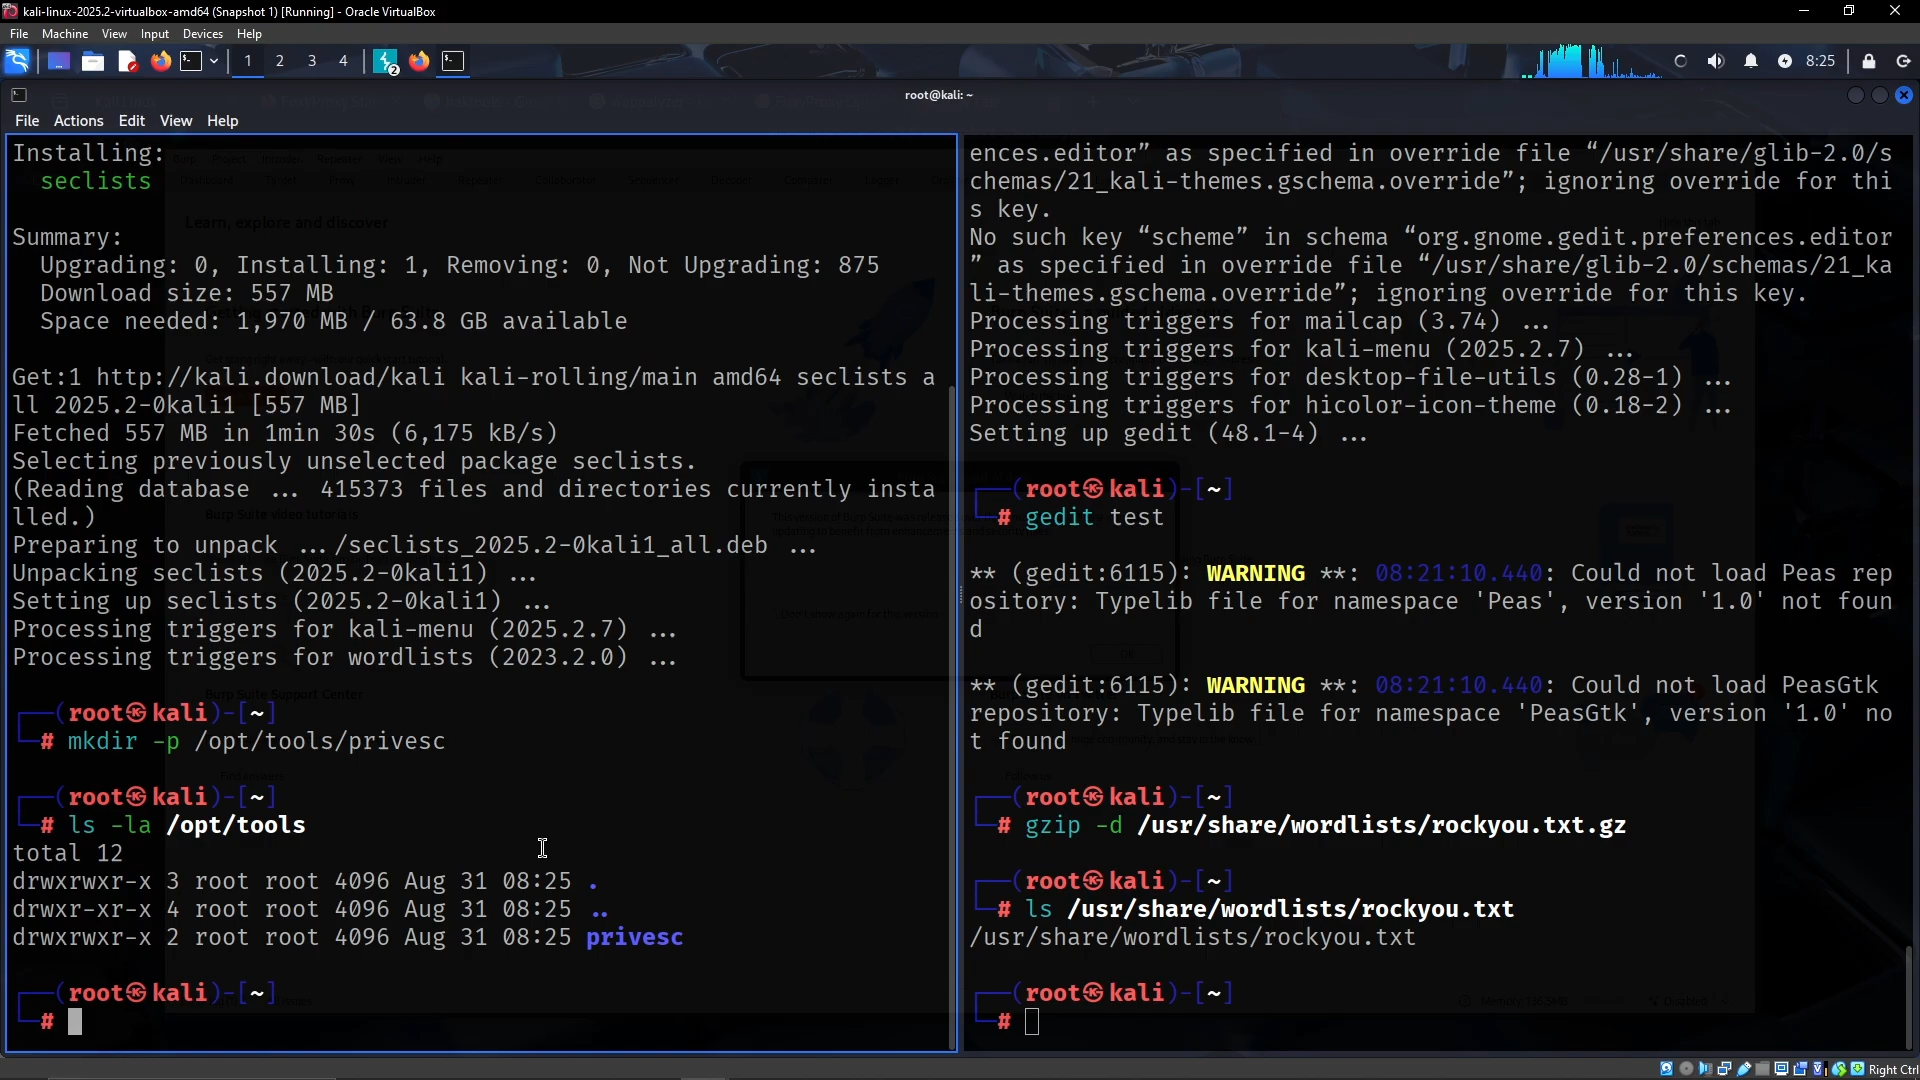 kali-linux-2025.2-virtualbox-amd64 (Snapshot 1) [Running] - Oracle VirtualBox
File Machine View Input Devices Help
1 2 3 4 2 8:25
root@kali: ~
File Actions Edit View Help
Installing:
seclists
Learn, explore and discover
Summary:
Upgrading: 0, Installing: 1, Removing: 0, Not Upgrading: 875
Download size: 557 MB
Space needed: 1,970 MB / 63.8 GB available
Get:1 http://kali.download/kali kali-rolling/main amd64 seclists a
ll 2025.2-0kali1 [557 MB]
Fetched 557 MB in 1min 30s (6,175 kB/s)
Selecting previously unselected package seclists.
(Reading database ... 415373 files and directories currently insta
lled.)
Burp Suite video tutorials
Preparing to unpack .../seclists_2025.2-0kali1_all.deb ...
Unpacking seclists (2025.2-0kali1) ...
Setting up seclists (2025.2-0kali1) ...
Processing triggers for kali-menu (2025.2.7) ...
Processing triggers for wordlists (2023.2.0) ...
Burp Suite Support Center
┌──(root㉿kali)-[~]
└─# mkdir -p /opt/tools/privesc
┌──(root㉿kali)-[~]
└─# ls -la /opt/tools
total 12
drwxrwxr-x 3 root root 4096 Aug 31 08:25 .
drwxr-xr-x 4 root root 4096 Aug 31 08:25 ..
drwxrwxr-x 2 root root 4096 Aug 31 08:25 privesc
┌──(root㉿kali)-[~]
└─#
ences.editor” as specified in override file “/usr/share/glib-2.0/s
chemas/21_kali-themes.gschema.override”; ignoring override for thi
s key.
No such key “scheme” in schema “org.gnome.gedit.preferences.editor
” as specified in override file “/usr/share/glib-2.0/schemas/21_ka
li-themes.gschema.override”; ignoring override for this key.
Processing triggers for mailcap (3.74) ...
Processing triggers for kali-menu (2025.2.7) ...
Processing triggers for desktop-file-utils (0.28-1) ...
Processing triggers for hicolor-icon-theme (0.18-2) ...
Setting up gedit (48.1-4) ...
┌──(root㉿kali)-[~]
└─# gedit test
** (gedit:6115): WARNING **: 08:21:10.440: Could not load Peas rep
ository: Typelib file for namespace 'Peas', version '1.0' not foun
d
** (gedit:6115): WARNING **: 08:21:10.440: Could not load PeasGtk
repository: Typelib file for namespace 'PeasGtk', version '1.0' no
t found
┌──(root㉿kali)-[~]
└─# gzip -d /usr/share/wordlists/rockyou.txt.gz
┌──(root㉿kali)-[~]
└─# ls /usr/share/wordlists/rockyou.txt
/usr/share/wordlists/rockyou.txt
┌──(root㉿kali)-[~]
└─#
Right Ctrl